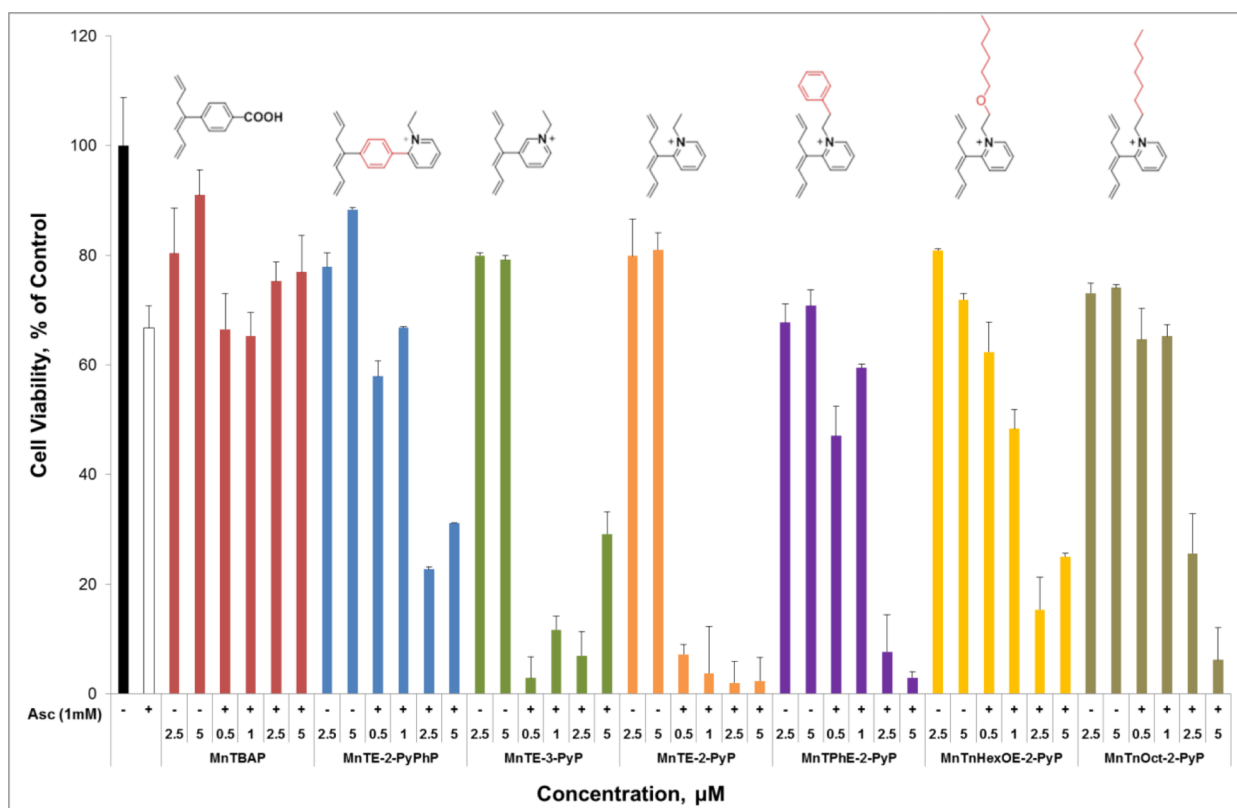 120
100
80
60
40
20
0
Cell Viability, % of Control
COOH
N
+
N
+
N
+
N
+
O
N
+
N
+
Asc (1mM) - + - - + + + + - - + + + + - - + + + + - - + + + + - - + + + + - - + + + + - - + + + +
2.5 5 0.5 1 2.5 5 2.5 5 0.5 1 2.5 5 2.5 5 0.5 1 2.5 5 2.5 5 0.5 1 2.5 5 2.5 5 0.5 1 2.5 5 2.5 5 0.5 1 2.5 5 2.5 5 0.5 1 2.5 5
MnTBAP MnTE-2-PyPhP MnTE-3-PyP MnTE-2-PyP MnTPhE-2-PyP MnTnHexOE-2-PyP MnTnOct-2-PyP
Concentration, µM